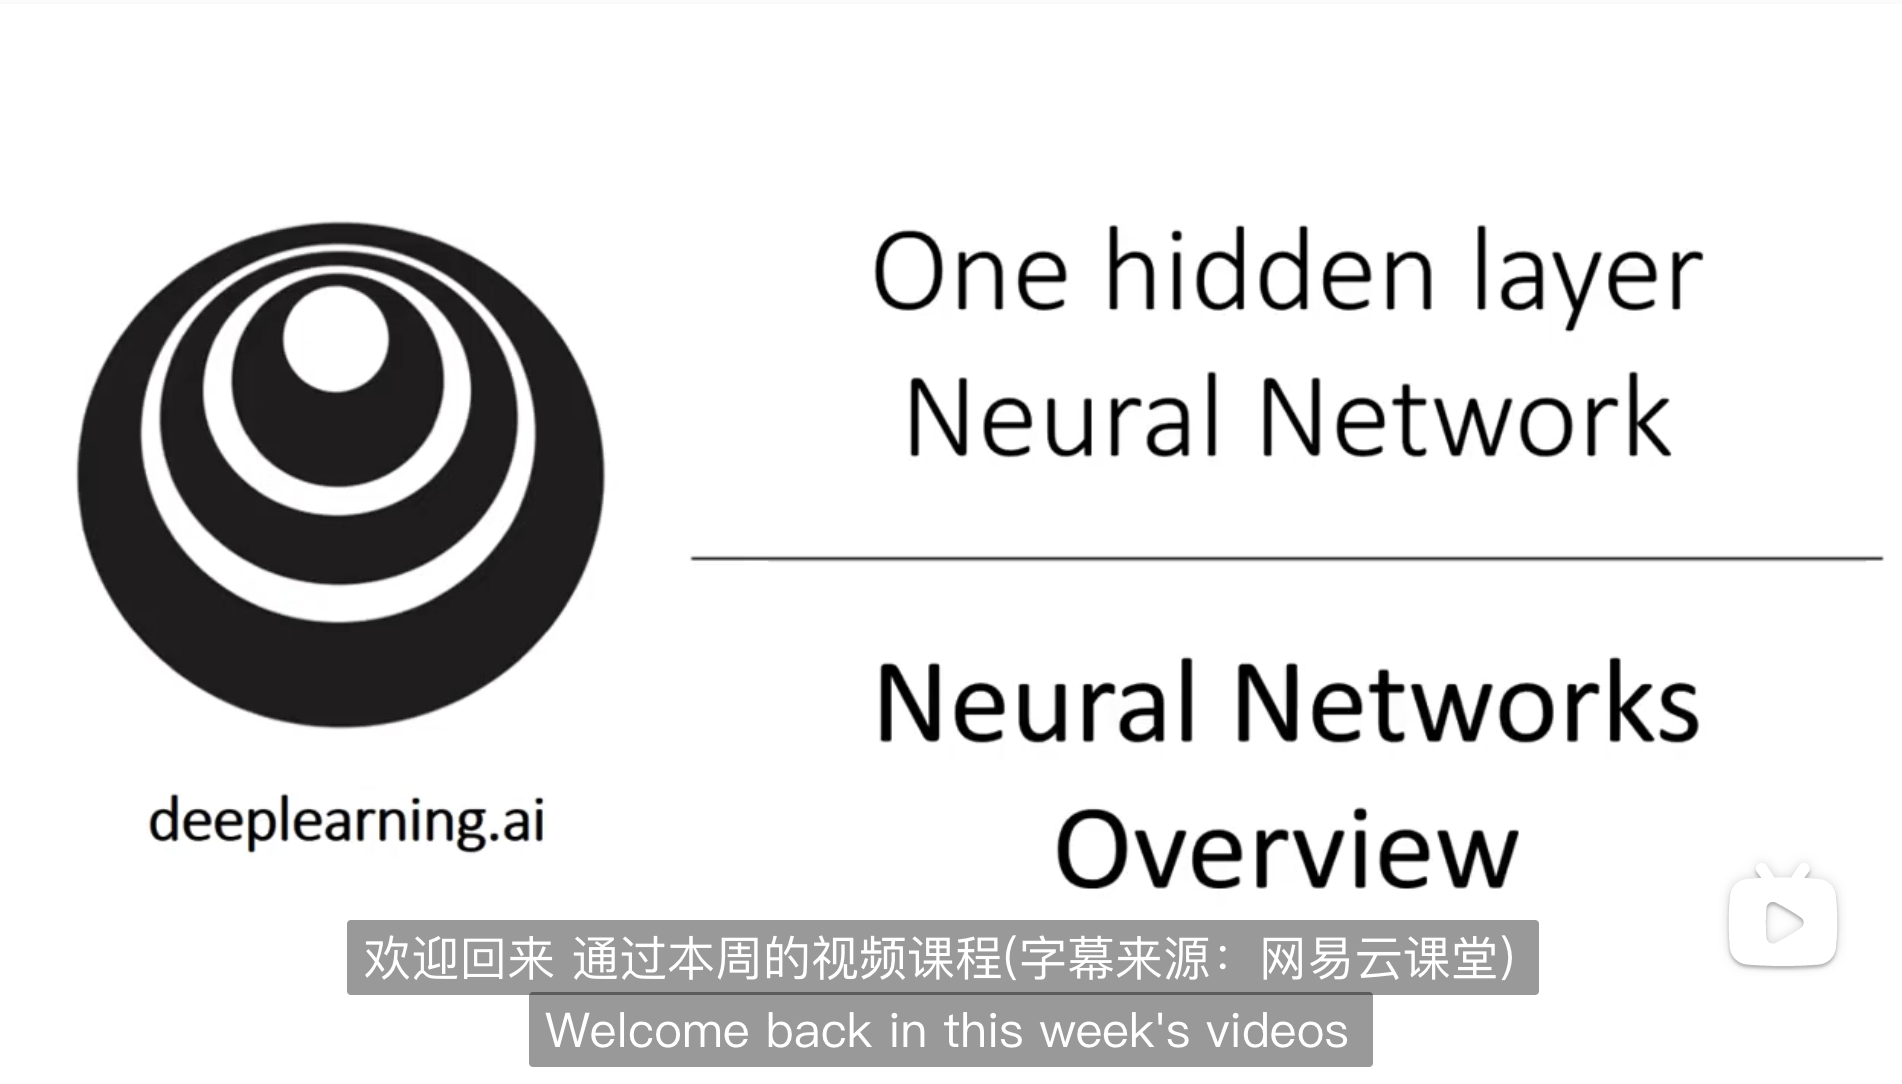 One hidden layer
Neural Network
Neural Networks
Overview
deeplearning.ai
欢迎回来 通过本周的视频课程(字幕来源：网易云课堂)
Welcome back in this week's videos